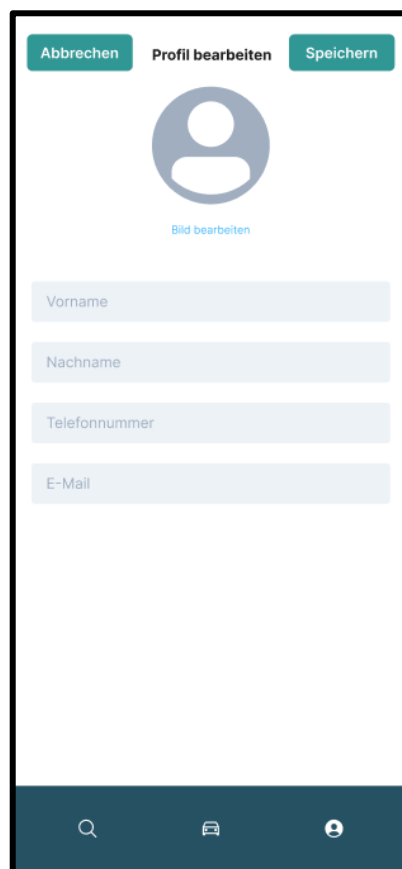 Abbrechen Profil bearbeiten Speichern
Bild bearbeiten
Vorname
Nachname
Telefonnummer
E-Mail